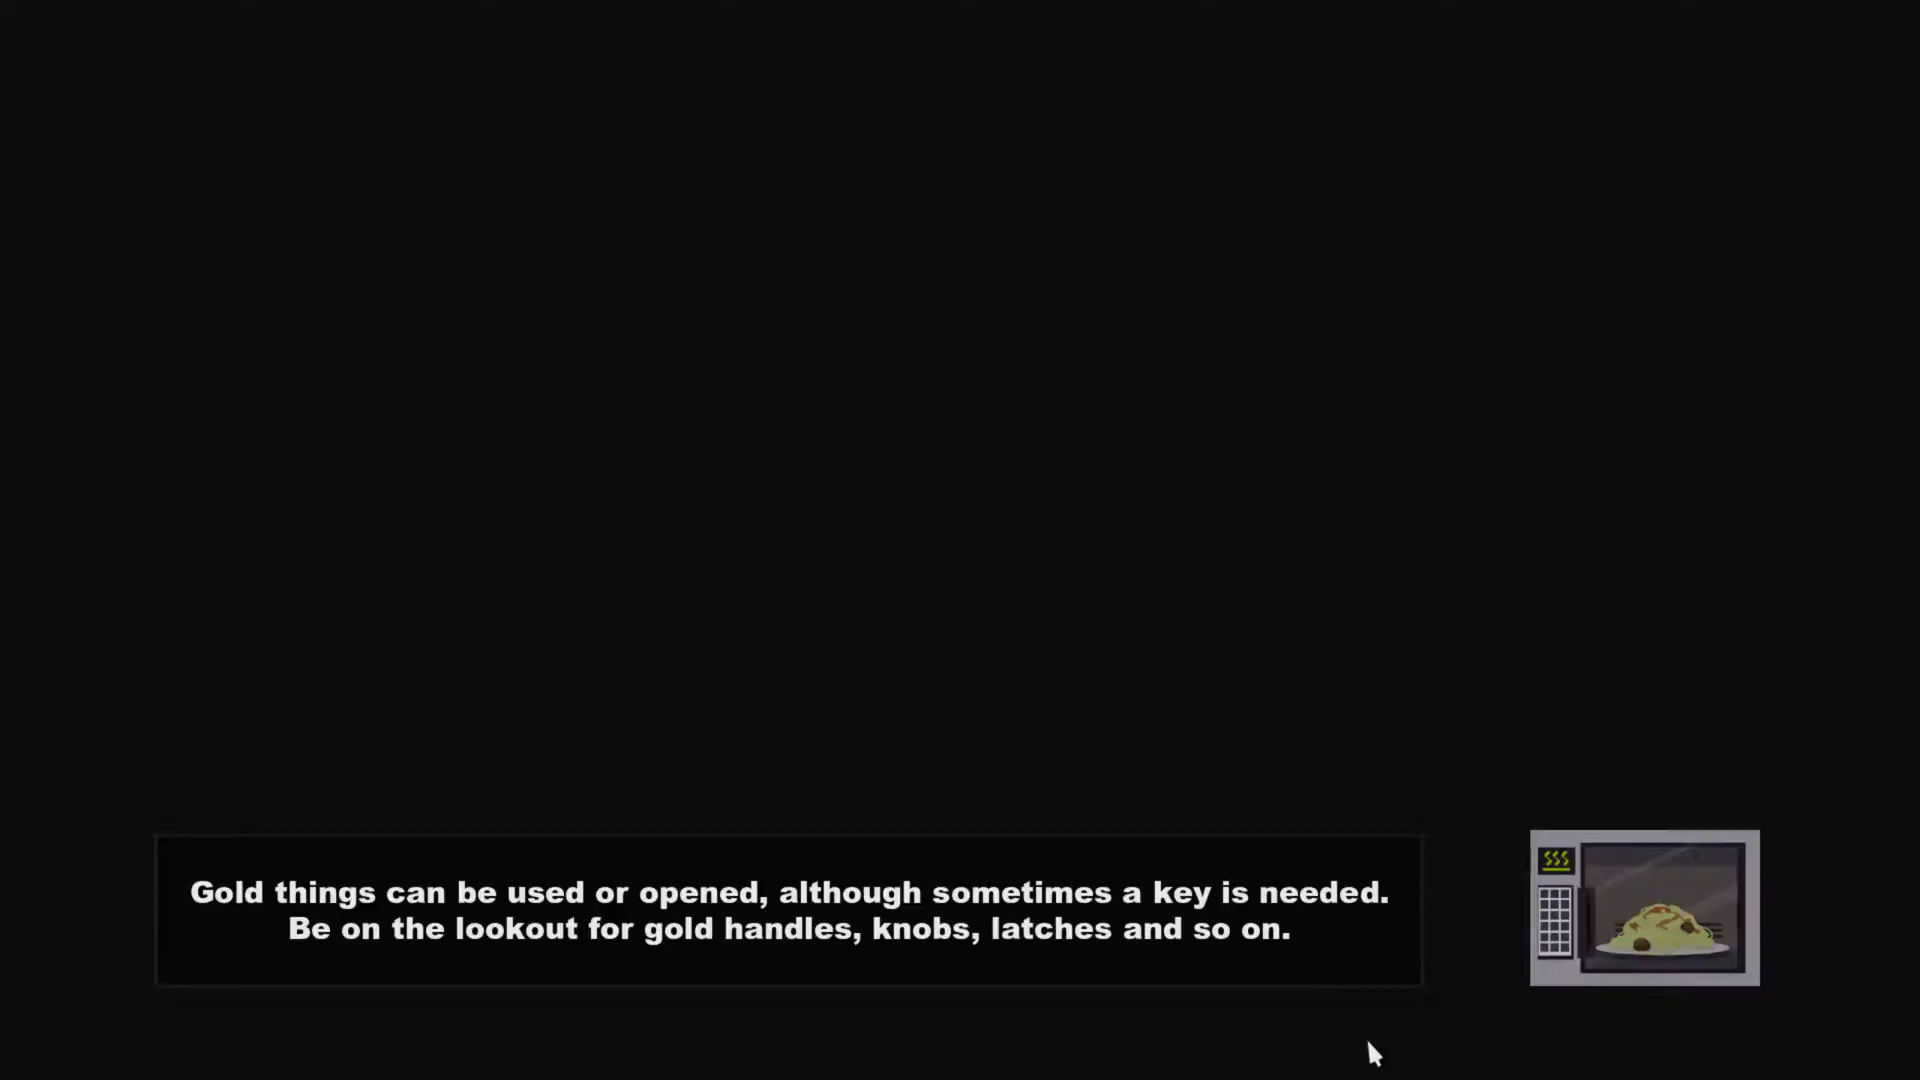 Gold things can be used or opened, although sometimes a key is needed.
Be on the lookout for gold handles, knobs, latches and so on.